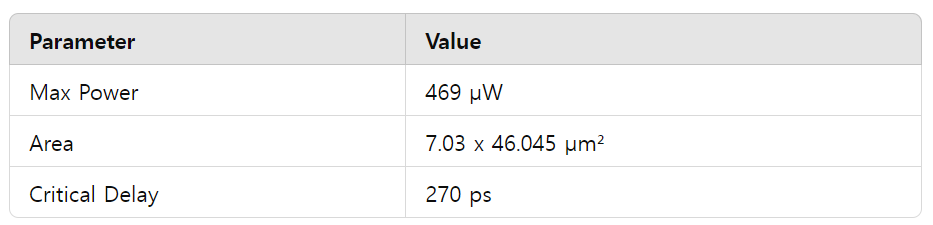 Parameter Value
Max Power 469 μW
Area 7.03 x 46.045 μm²
Critical Delay 270 ps